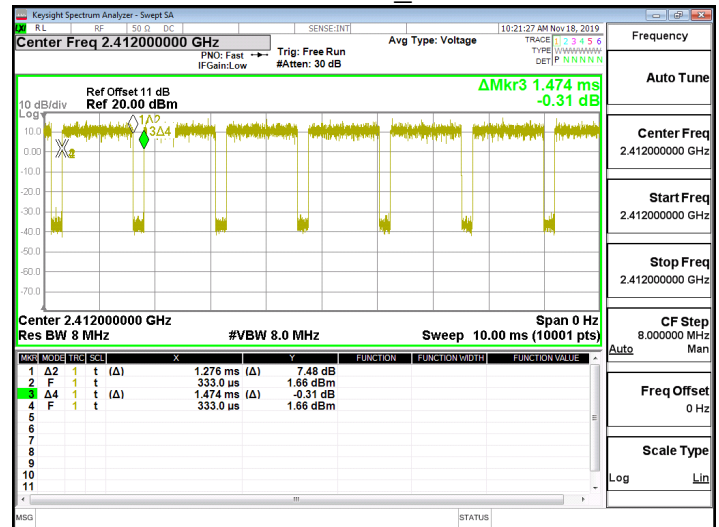 Keysight Spectrum Analyzer - Swept SA
LXI RL RF 50 Ω DC SENSE:INT 10:21:27 AM Nov 18, 2019
Center Freq 2.412000000 GHz
PNO: Fast
IFGain:Low
Trig: Free Run
#Atten: 30 dB
Avg Type: Voltage
TRACE 1 2 3 4 5 6
TYPE WWWWWW
DET P NNNNN
Ref Offset 11 dB
10 dB/div Ref 20.00 dBm
Log
ΔMkr3 1.474 ms
-0.31 dB
1Δ2
3Δ4
10.0
0.00
-10.0
-20.0
-30.0
-40.0
-50.0
-60.0
-70.0
Center 2.412000000 GHz Span 0 Hz
Res BW 8 MHz #VBW 8.0 MHz Sweep 10.00 ms (10001 pts)
MKR MODE TRC SCL X Y FUNCTION FUNCTION WIDTH FUNCTION VALUE
1 Δ2 1 t (Δ) 1.276 ms (Δ) 7.48 dB
2 F 1 t 333.0 µs 1.66 dBm
3 Δ4 1 t (Δ) 1.474 ms (Δ) -0.31 dB
4 F 1 t 333.0 µs 1.66 dBm
5
6
7
8
9
10
11
MSG STATUS
Frequency
Auto Tune
Center Freq
2.412000000 GHz
Start Freq
2.412000000 GHz
Stop Freq
2.412000000 GHz
CF Step
8.000000 MHz
Auto Man
Freq Offset
0 Hz
Scale Type
Log Lin